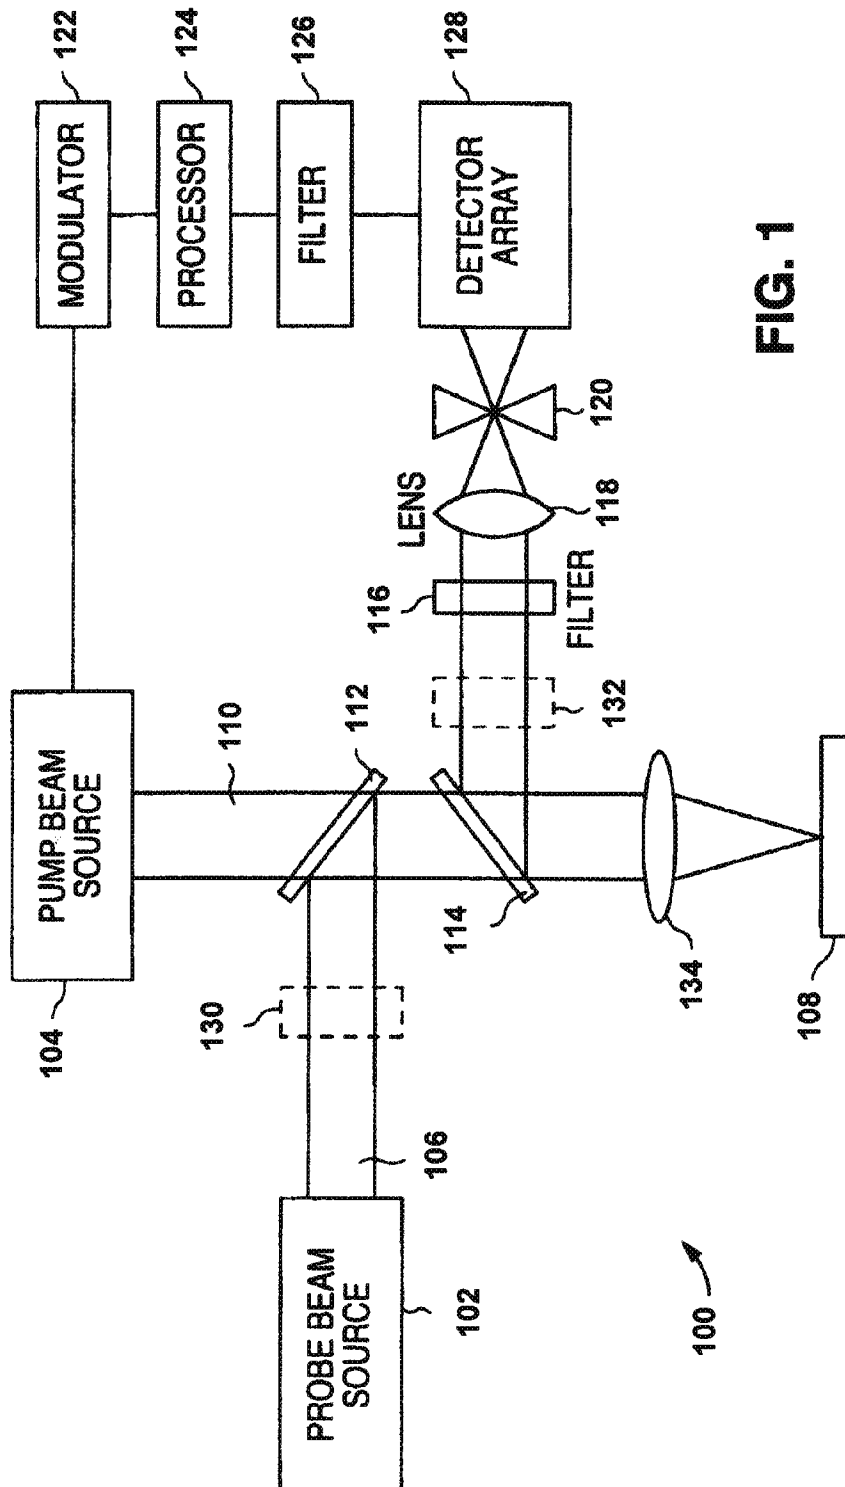 MODULATOR
122
PROCESSOR
124
FILTER
126
DETECTOR
ARRAY
128
120
LENS
118
116
FILTER
132
PUMP BEAM
SOURCE
104
110
112
114
130
134
108
106
PROBE BEAM
SOURCE
102
100
FIG. 1